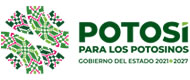 POTOSÍ
PARA LOS POTOSINOS
GOBIERNO DEL ESTADO 2021•2027